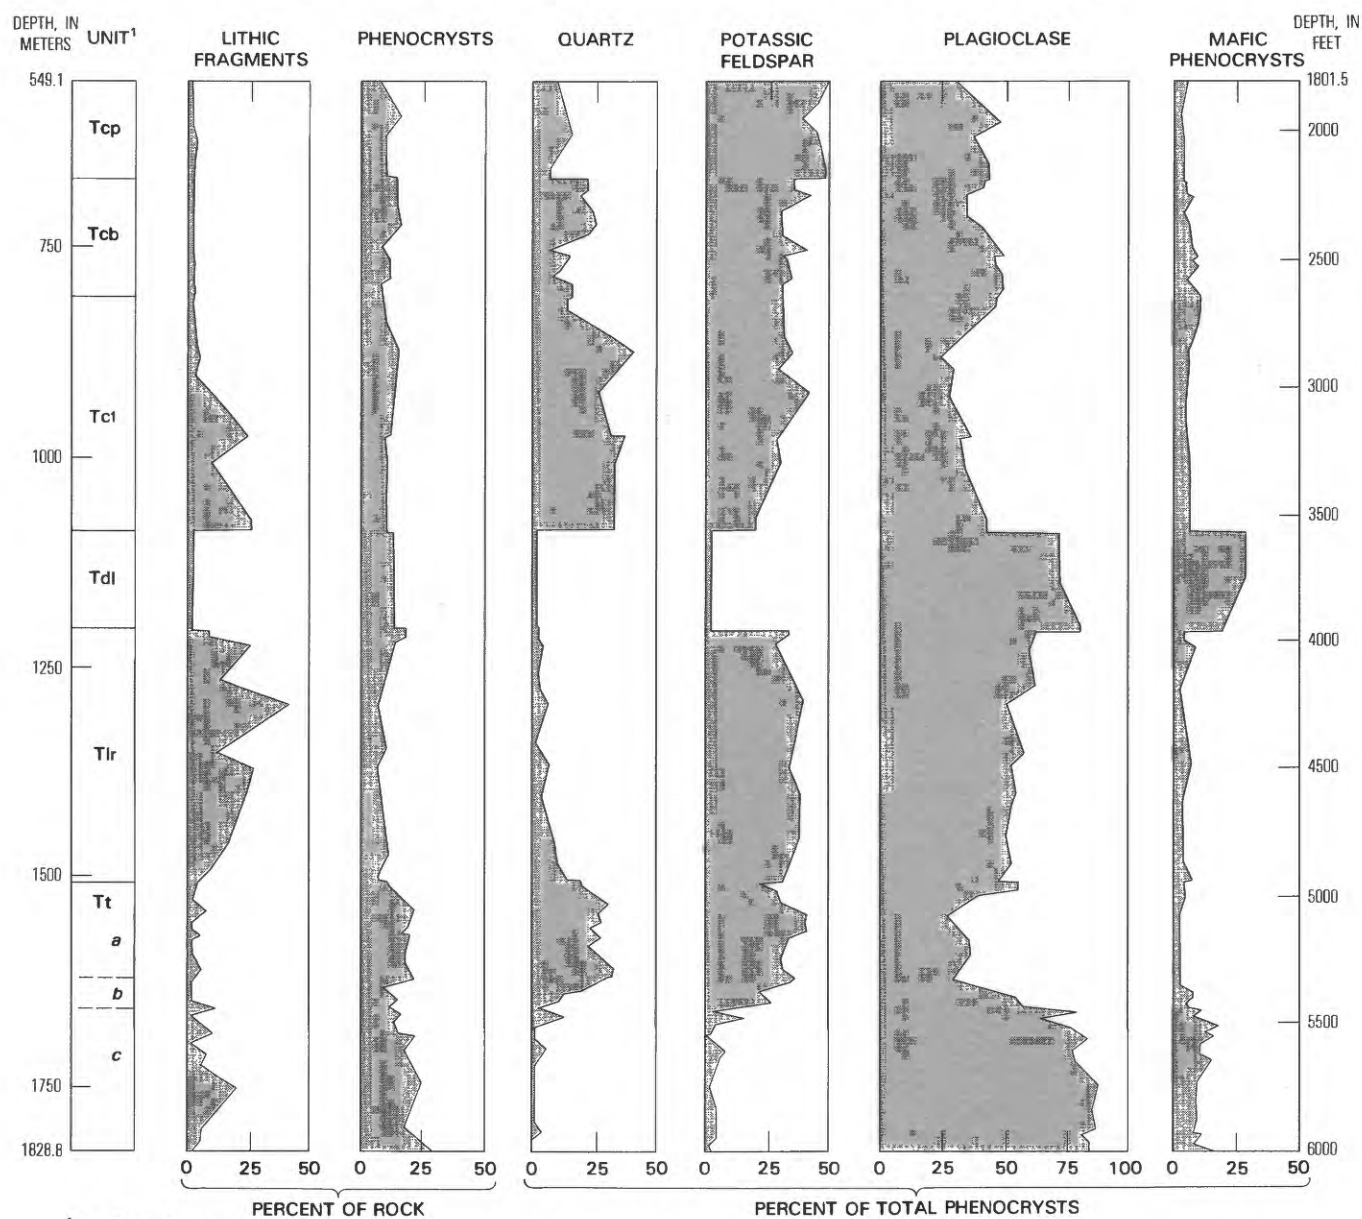 DEPTH, IN METERS
UNIT¹
LITHIC FRAGMENTS
PHENOCRYSTS
QUARTZ
POTASSIC FELDSPAR
PLAGIOCLASE
MAFIC PHENOCRYSTS
DEPTH, IN FEET
549.1
750
1000
1250
1500
1750
1828.8
Tcp
Tcb
Tc1
Tdl
Tlr
Tt
a
b
c
1801.5
2000
2500
3000
3500
4000
4500
5000
5500
6000
0 25 50
0 25 50
0 25 50
0 25 50
0 25 50 75 100
0 25 50
PERCENT OF ROCK
PERCENT OF TOTAL PHENOCRYSTS